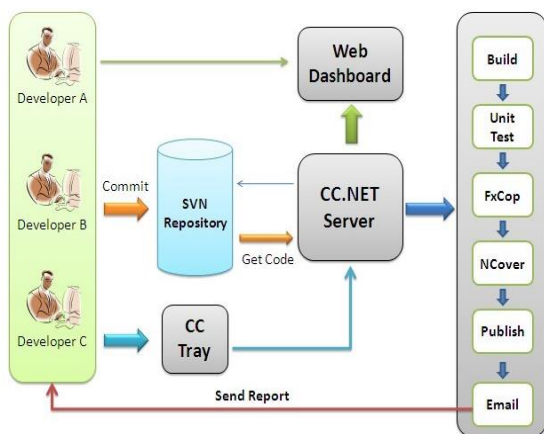 Developer A
Developer B
Developer C
Commit
SVN
Repository
Get Code
CC
Tray
Web
Dashboard
CC.NET
Server
Build
Unit
Test
FxCop
NCover
Publish
Email
Send Report